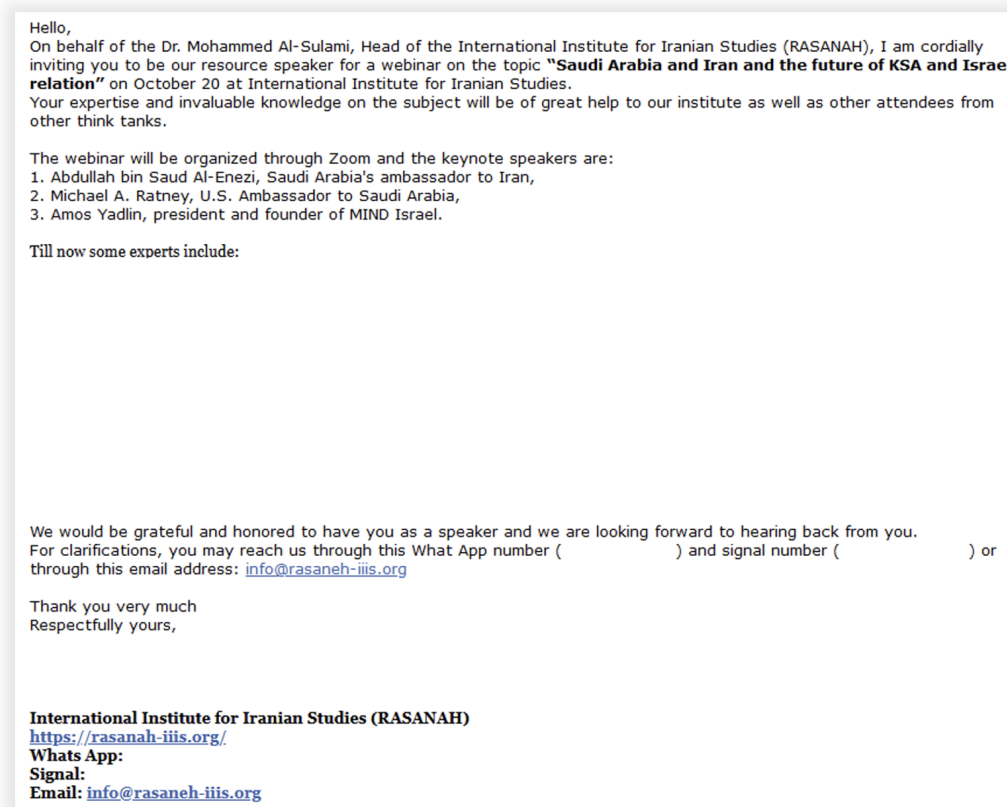 Hello,
On behalf of the Dr. Mohammed Al-Sulami, Head of the International Institute for Iranian Studies (RASANAH), I am cordially
inviting you to be our resource speaker for a webinar on the topic “Saudi Arabia and Iran and the future of KSA and Israe
relation” on October 20 at International Institute for Iranian Studies.
Your expertise and invaluable knowledge on the subject will be of great help to our institute as well as other attendees from
other think tanks.
The webinar will be organized through Zoom and the keynote speakers are:
1. Abdullah bin Saud Al-Enezi, Saudi Arabia's ambassador to Iran,
2. Michael A. Ratney, U.S. Ambassador to Saudi Arabia,
3. Amos Yadlin, president and founder of MIND Israel.
Till now some experts include:
We would be grateful and honored to have you as a speaker and we are looking forward to hearing back from you.
For clarifications, you may reach us through this What App number ( ) and signal number ( ) or
through this email address: info@rasaneh-iiis.org
Thank you very much
Respectfully yours,
International Institute for Iranian Studies (RASANAH)
https://rasanah-iiis.org/
Whats App:
Signal:
Email: info@rasaneh-iiis.org